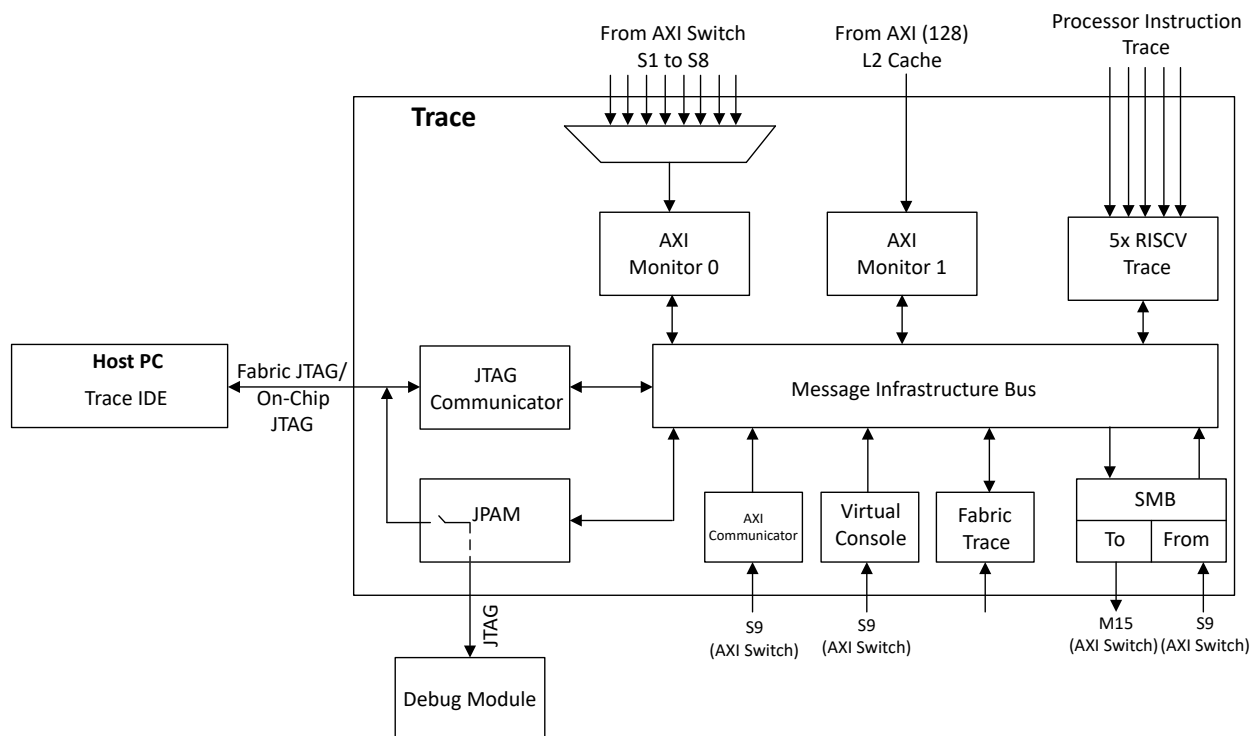 From AXI Switch
S1 to S8
From AXI (128)
L2 Cache
Processor Instruction
Trace
Trace
AXI
Monitor 0
AXI
Monitor 1
5x RISCV
Trace
Host PC
Trace IDE
Fabric JTAG/
On-Chip
JTAG
JTAG
Communicator
Message Infrastructure Bus
JPAM
AXI
Communicator
Virtual
Console
Fabric
Trace
SMB
To
From
JTAG
S9
(AXI Switch)
S9
(AXI Switch)
M15
(AXI Switch)
S9
(AXI Switch)
Debug Module